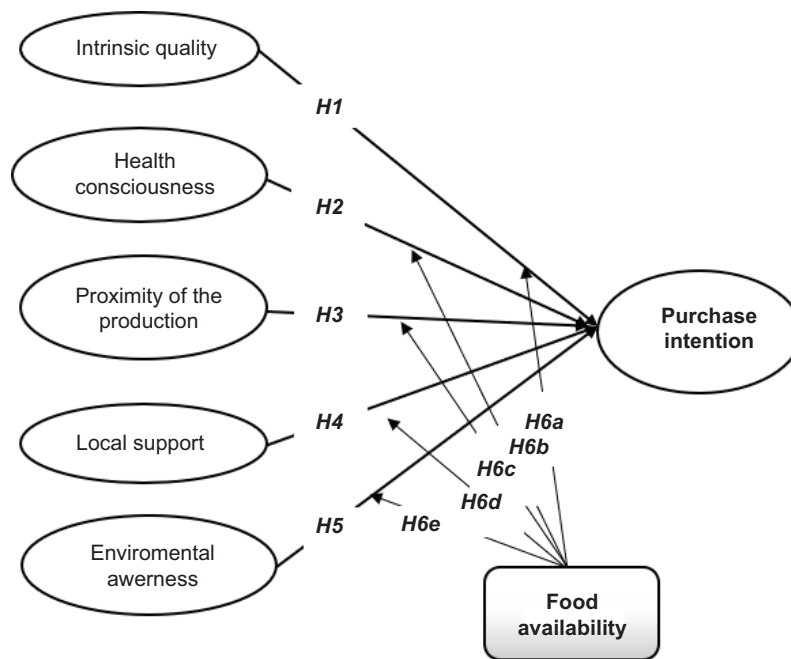 Intrinsic quality
H1
Health
consciousness
H2
Proximity of the
production
H3
Purchase
intention
Local support
H4
H6a
H6b
H6c
H6d
Enviromental
awerness
H5
H6e
Food
availability